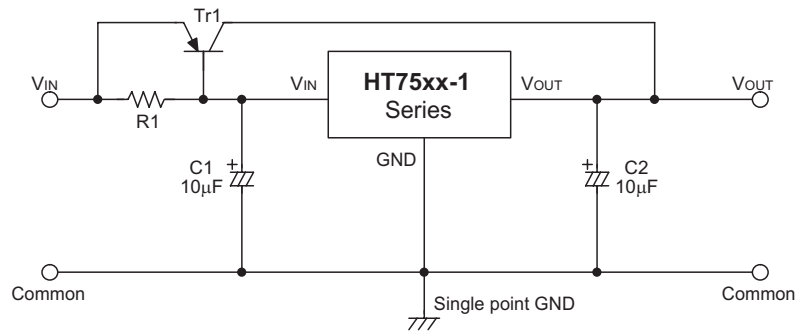 Tr1
VIN
R1
VIN
HT75xx-1
Series
VOUT
VOUT
GND
C1
10μF
C2
10μF
Common
Single point GND
Common